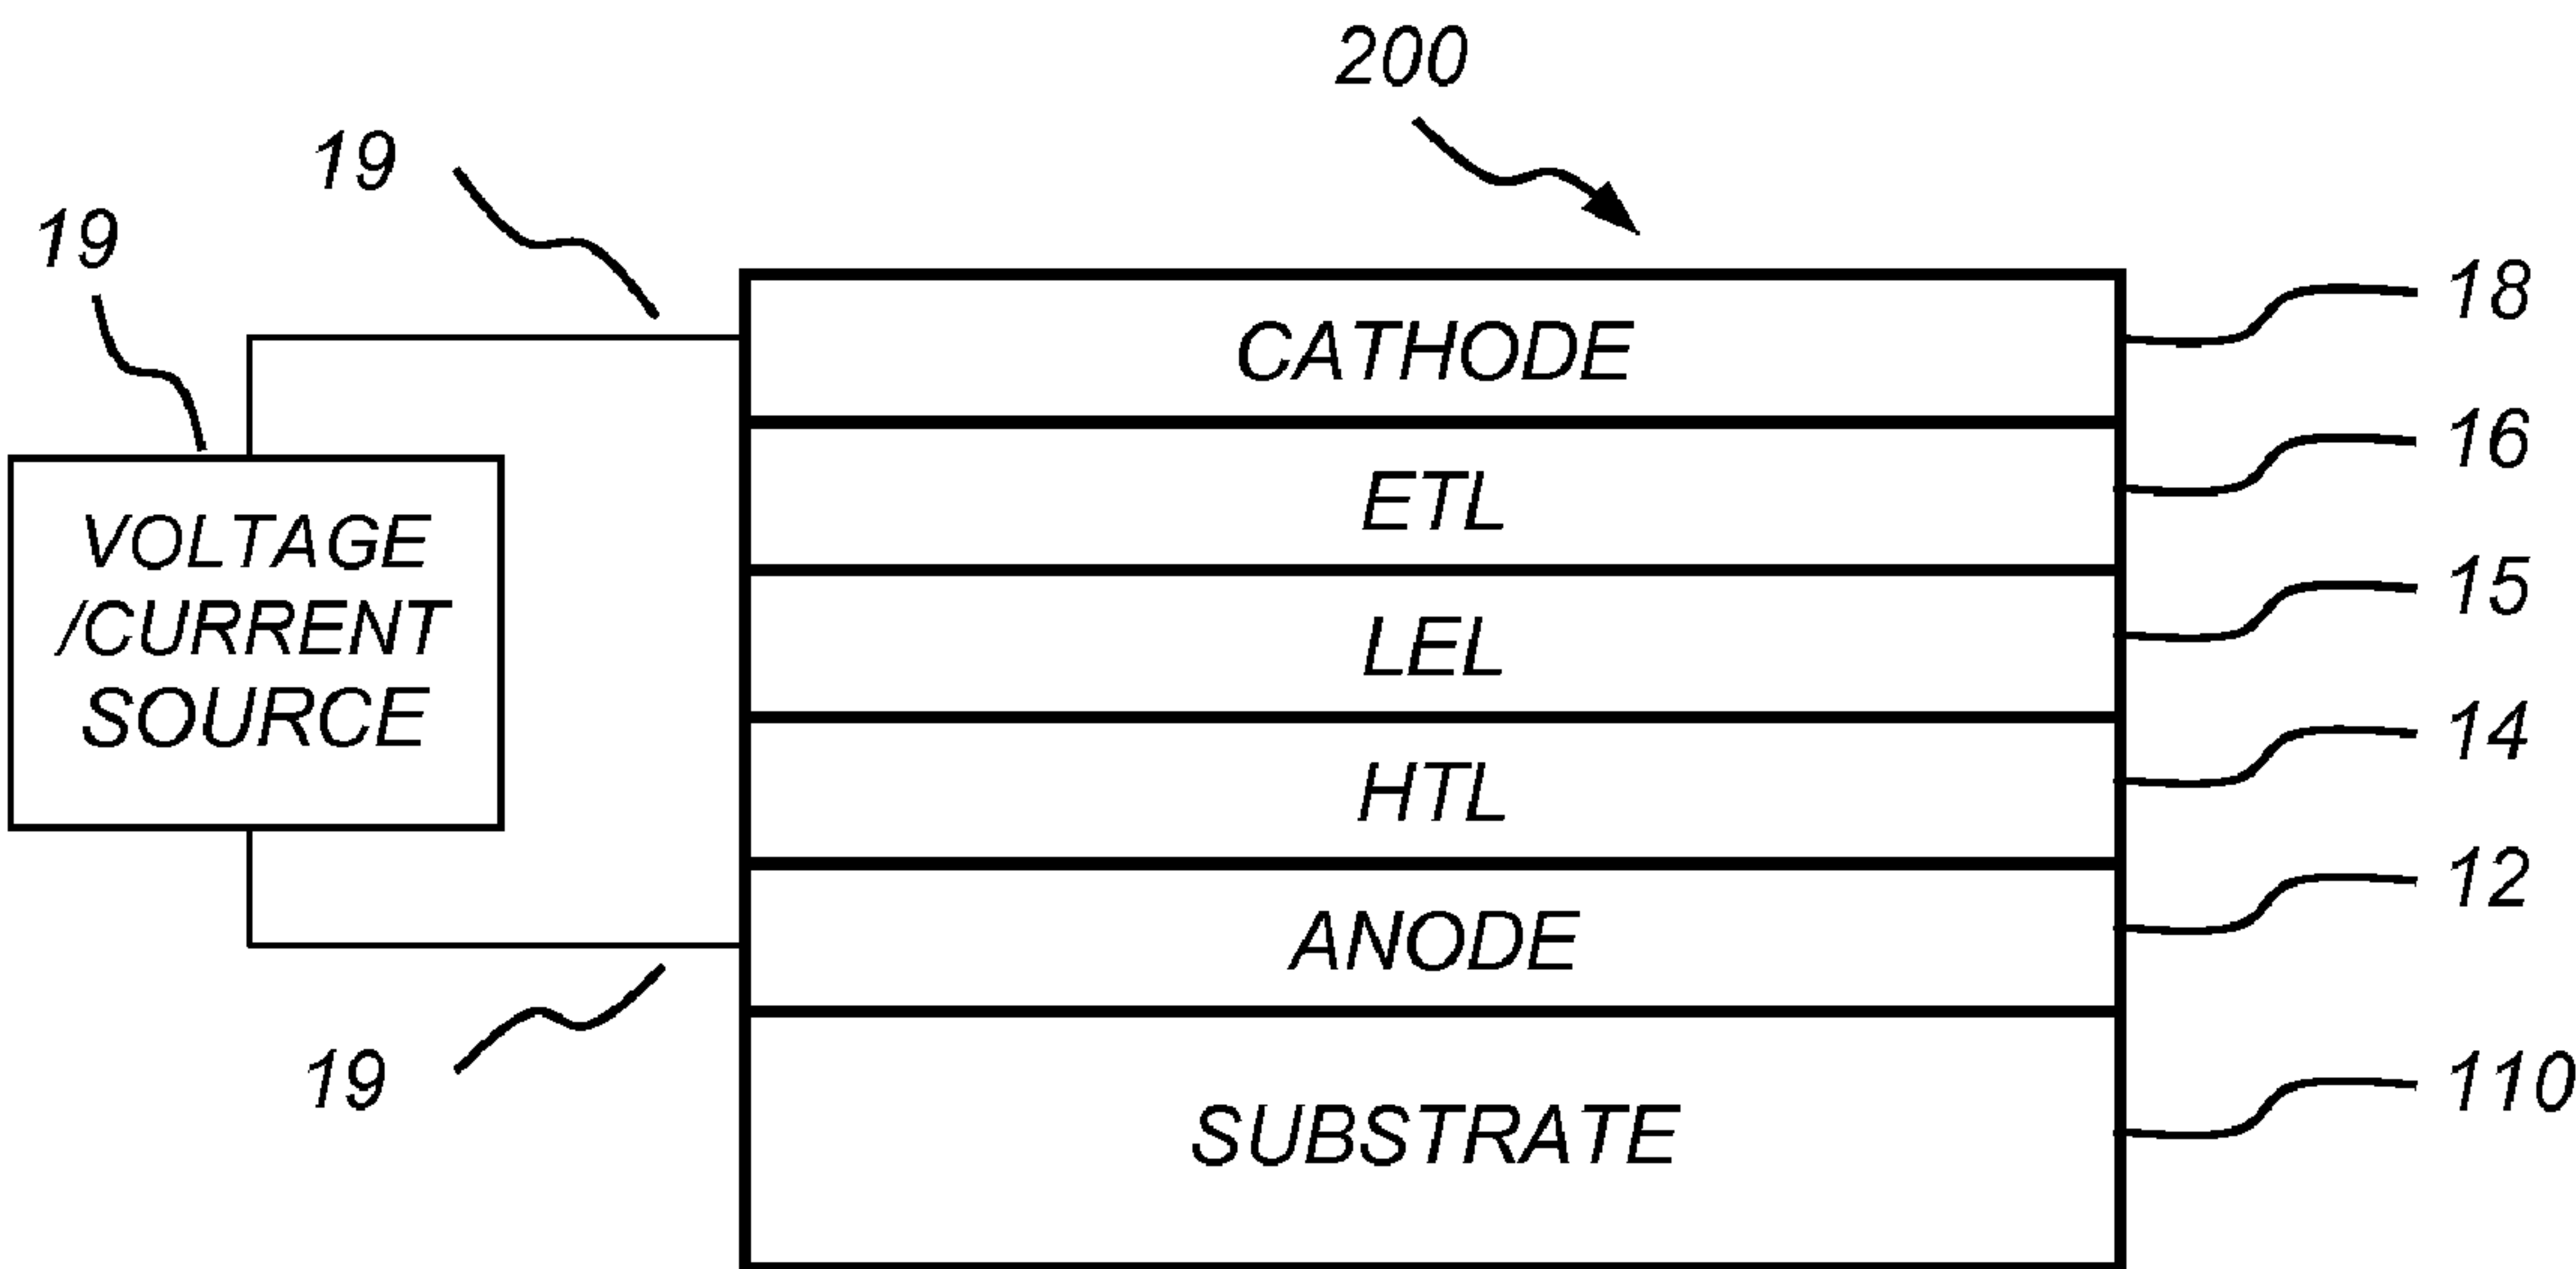 200
19
19
CATHODE
18
ETL
16
VOLTAGE
/CURRENT
SOURCE
LEL
15
HTL
14
ANODE
12
19
SUBSTRATE
110